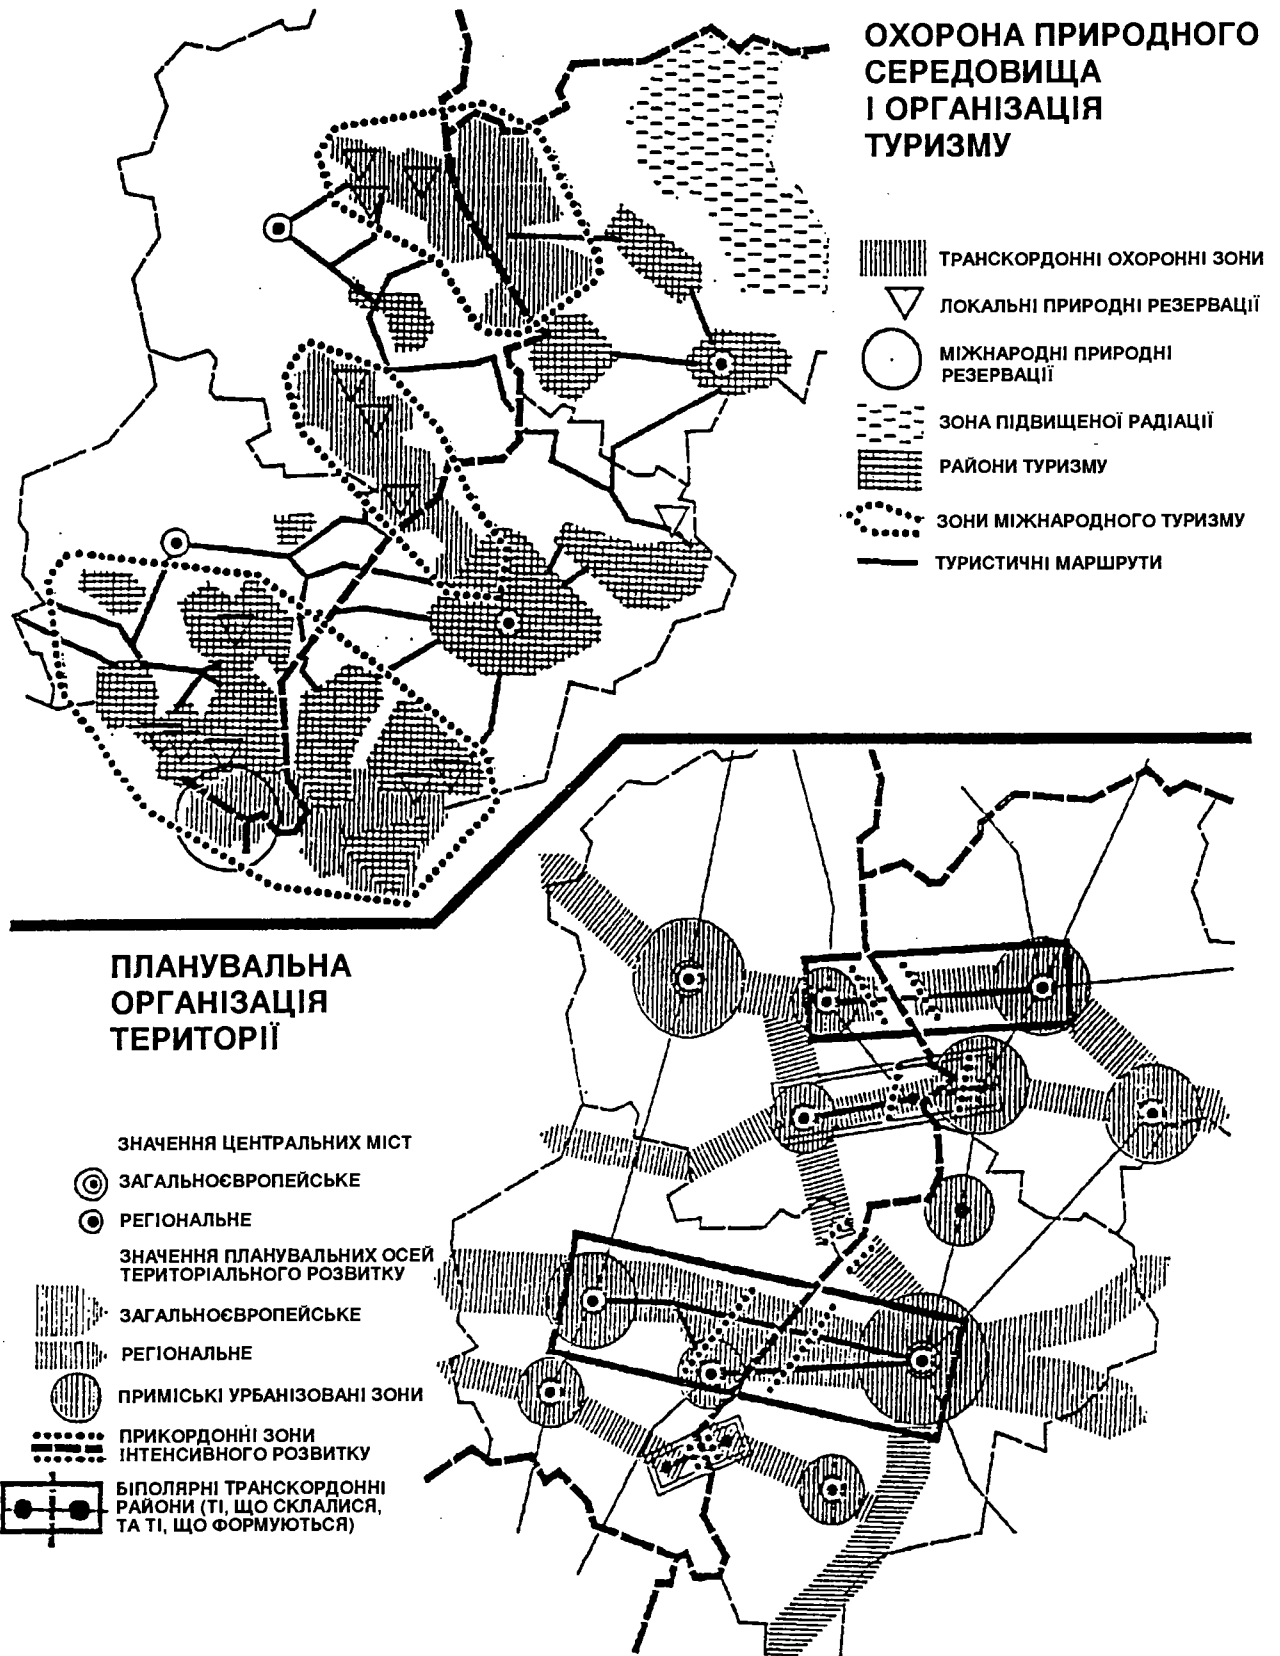 ОХОРОНА ПРИРОДНОГО
СЕРЕДОВИЩА
І ОРГАНІЗАЦІЯ
ТУРИЗМУ
ТРАНСКОРДОННІ ОХОРОННІ ЗОНИ
ЛОКАЛЬНІ ПРИРОДНІ РЕЗЕРВАЦІЇ
МІЖНАРОДНІ ПРИРОДНІ
РЕЗЕРВАЦІЇ
ЗОНА ПІДВИЩЕНОЇ РАДІАЦІЇ
РАЙОНИ ТУРИЗМУ
ЗОНИ МІЖНАРОДНОГО ТУРИЗМУ
ТУРИСТИЧНІ МАРШРУТИ
ПЛАНУВАЛЬНА
ОРГАНІЗАЦІЯ
ТЕРИТОРІЇ
ЗНАЧЕННЯ ЦЕНТРАЛЬНИХ МІСТ
ЗАГАЛЬНОЄВРОПЕЙСЬКЕ
РЕГІОНАЛЬНЕ
ЗНАЧЕННЯ ПЛАНУВАЛЬНИХ ОСЕЙ
ТЕРИТОРІАЛЬНОГО РОЗВИТКУ
ЗАГАЛЬНОЄВРОПЕЙСЬКЕ
РЕГІОНАЛЬНЕ
ПРИМІСЬКІ УРБАНІЗОВАНІ ЗОНИ
ПРИКОРДОННІ ЗОНИ
ІНТЕНСИВНОГО РОЗВИТКУ
БІПОЛЯРНІ ТРАНСКОРДОННІ
РАЙОНИ (ТІ, ЩО СКЛАЛИСЯ,
ТА ТІ, ЩО ФОРМУЮТЬСЯ)